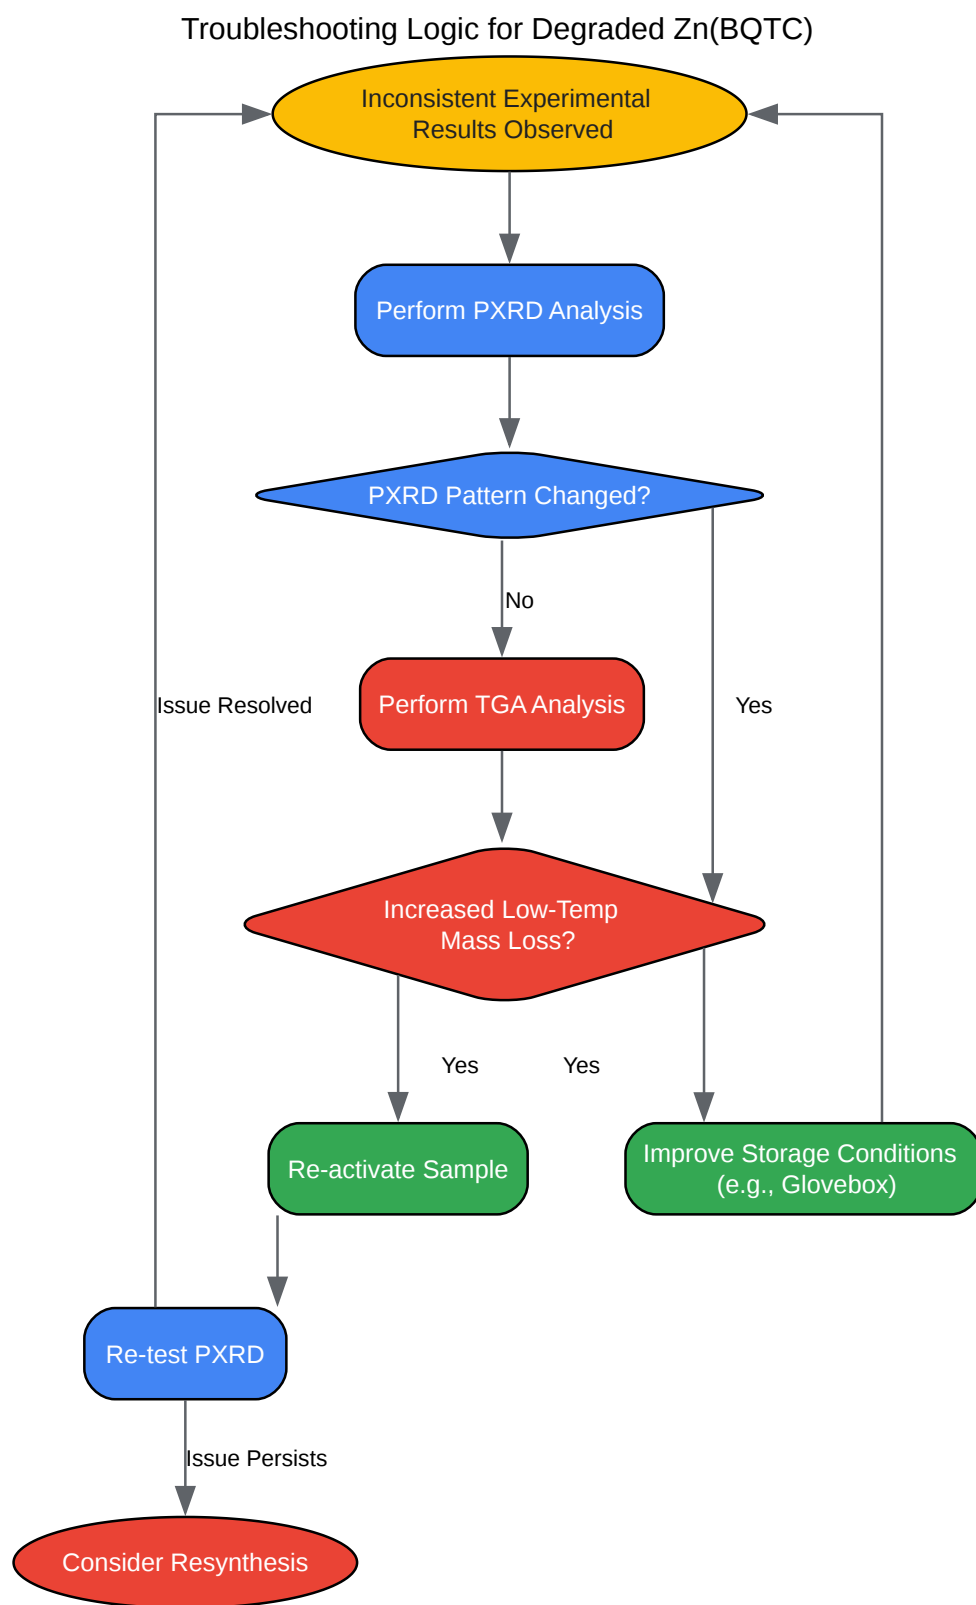 Troubleshooting Logic for Degraded Zn(BQTC)
Inconsistent Experimental
Results Observed
Perform PXRD Analysis
PXRD Pattern Changed?
No
Perform TGA Analysis
Issue Resolved
Yes
Increased Low-Temp
Mass Loss?
Yes
Yes
Re-activate Sample
Improve Storage Conditions
(e.g., Glovebox)
Re-test PXRD
Issue Persists
Consider Resynthesis